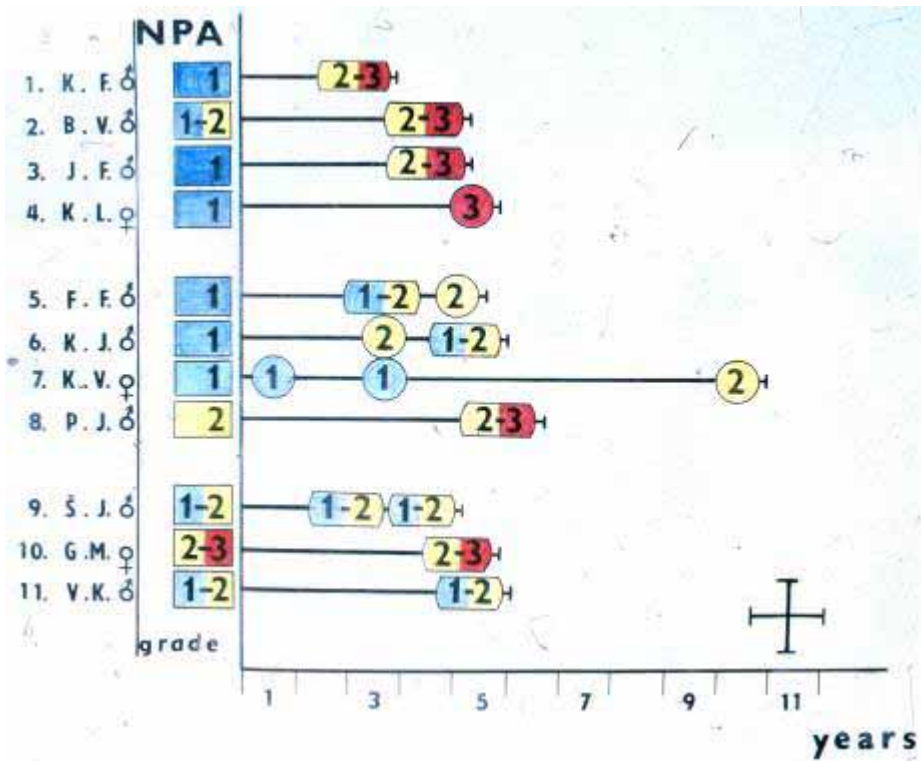 NPA
1. K. F. ♂ 1 2-3
2. B. V. ♂ 1-2 2-3
3. J. F. ♂ 1 2-3
4. K. L. ♀ 1 3
5. F. F. ♂ 1 1-2 2
6. K. J. ♂ 1 2 1-2
7. K. V. ♀ 1 1 1 2
8. P. J. ♂ 2 2-3
9. Š. J. ♂ 1-2 1-2 1-2
10. G. M. ♀ 2-3 2-3
11. V. K. ♂ 1-2 1-2
grade
1 3 5 7 9 11
years